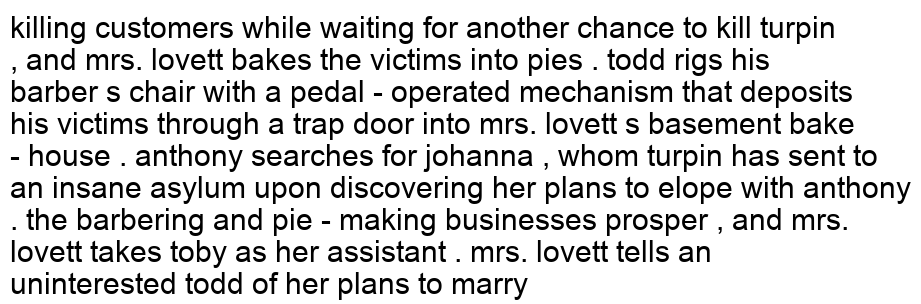 killing customers while waiting for another chance to kill turpin
, and mrs. lovett bakes the victims into pies . todd rigs his
barber s chair with a pedal - operated mechanism that deposits
his victims through a trap door into mrs. lovett s basement bake
- house . anthony searches for johanna , whom turpin has sent to
an insane asylum upon discovering her plans to elope with anthony
. the barbering and pie - making businesses prosper , and mrs.
lovett takes toby as her assistant . mrs. lovett tells an
uninterested todd of her plans to marry